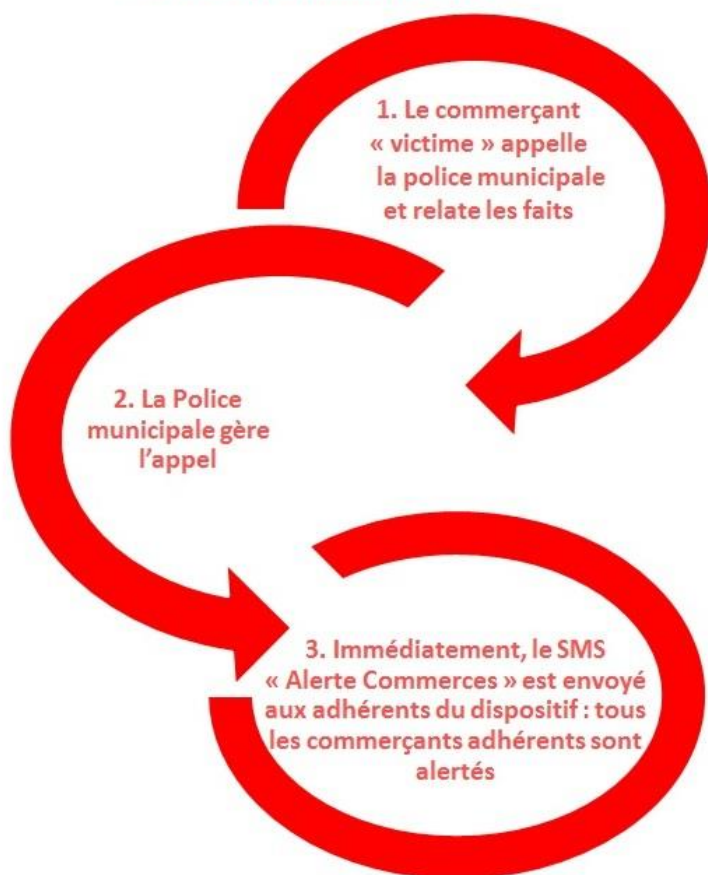 1. Le commerçant
« victime » appelle
la police municipale
et relate les faits
2. La Police
municipale gère
l'appel
3. Immédiatement, le SMS
« Alerte Commerces » est envoyé
aux adhérents du dispositif : tous
les commerçants adhérents sont
alertés